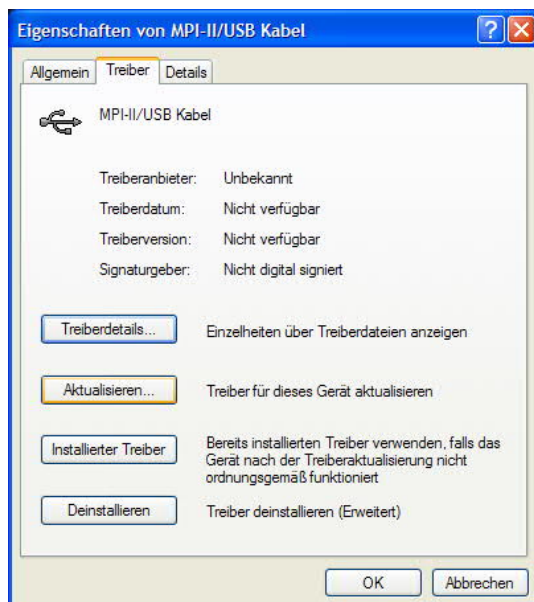 Eigenschaften von MPI-II/USB Kabel
Allgemein Treiber Details
MPI-II/USB Kabel
Treiberanbieter: Unbekannt
Treiberdatum: Nicht verfügbar
Treiberversion: Nicht verfügbar
Signaturgeber: Nicht digital signiert
Treiberdetails... Einzelheiten über Treiberdateien anzeigen
Aktualisieren... Treiber für dieses Gerät aktualisieren
Installierter Treiber Bereits installierten Treiber verwenden, falls das
Gerät nach der Treiberaktualisierung nicht
ordnungsgemäß funktioniert
Deinstallieren Treiber deinstallieren (Erweitert)
OK Abbrechen